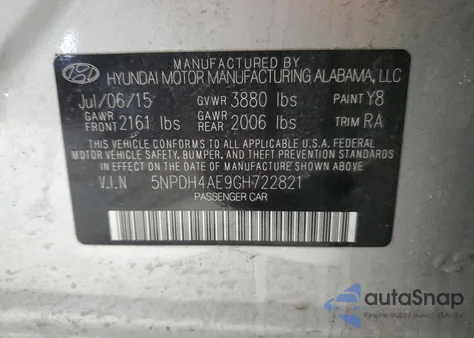 MANUFACTURED BY
HYUNDAI MOTOR MANUFACTURING ALABAMA, LLC
Jul/06/15 GVWR 3880 lbs PAINT Y8
GAWR FRONT 2161 lbs GAWR REAR 2006 lbs TRIM RA
THIS VEHICLE CONFORMS TO ALL APPLICABLE U.S. FEDERAL
MOTOR VEHICLE SAFETY, BUMPER, AND THEFT PREVENTION
STANDARDS IN EFFECT ON THE DATE OF MANUFACTURE SHOWN ABOVE
V.I.N 5NPDH4AE9GH722821
PASSENGER CAR
autoSnap